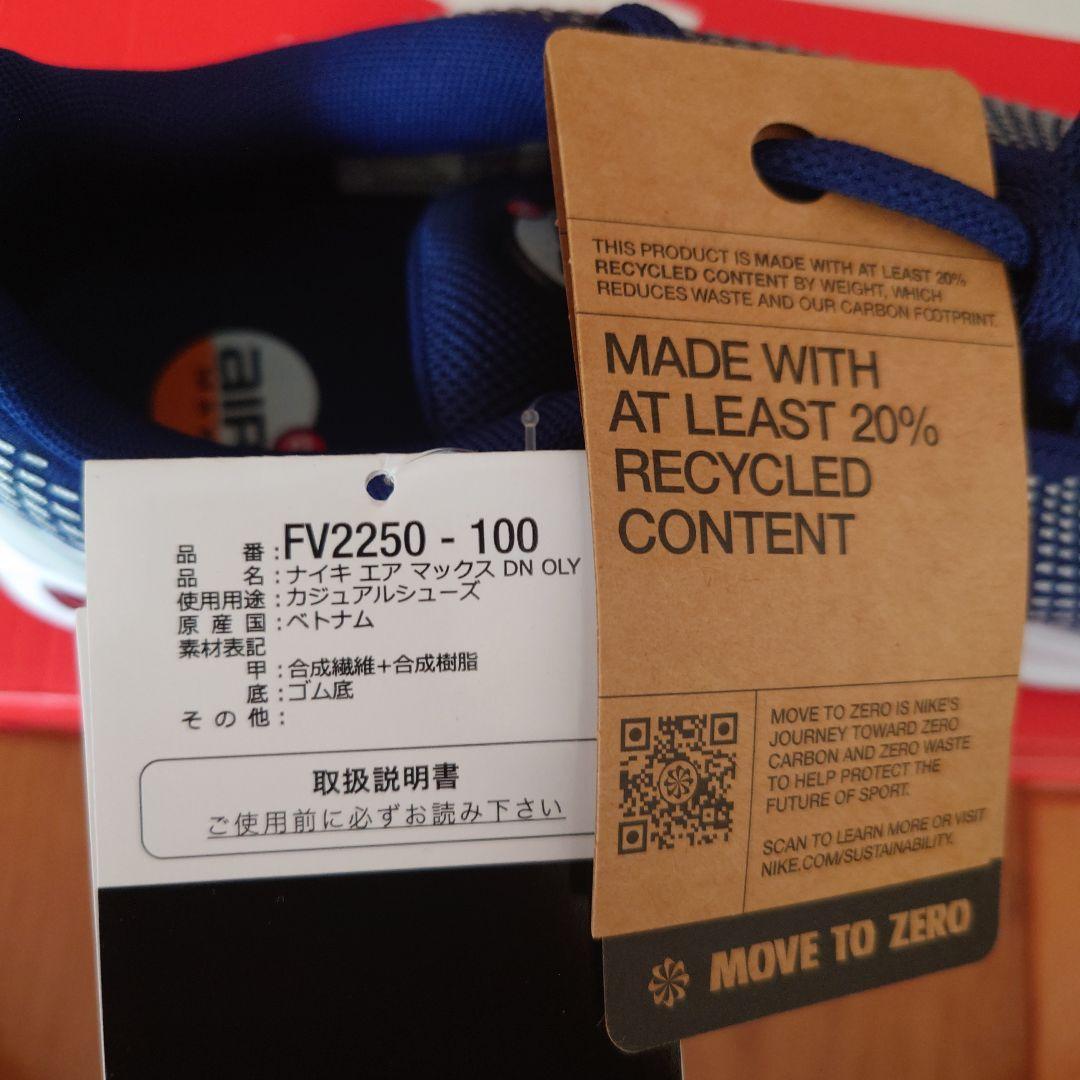 THIS PRODUCT IS MADE WITH AT LEAST 20%
RECYCLED CONTENT BY WEIGHT, WHICH
REDUCES WASTE AND OUR CARBON FOOTPRINT.
MADE WITH
AT LEAST 20%
RECYCLED
CONTENT
MOVE TO ZERO IS NIKE'S
JOURNEY TOWARD ZERO
CARBON AND ZERO WASTE
TO HELP PROTECT THE
FUTURE OF SPORT.
SCAN TO LEARN MORE OR VISIT
NIKE.COM/SUSTAINABILITY.
MOVE TO ZERO
AIR
品番:FV2250 - 100
品名:ナイキ エア マックス DN OLY
使用用途:カジュアルシューズ
原産国:ベトナム
素材表記
甲:合成繊維+合成樹脂
底:ゴム底
その他:
取扱説明書
ご使用前に必ずお読み下さい